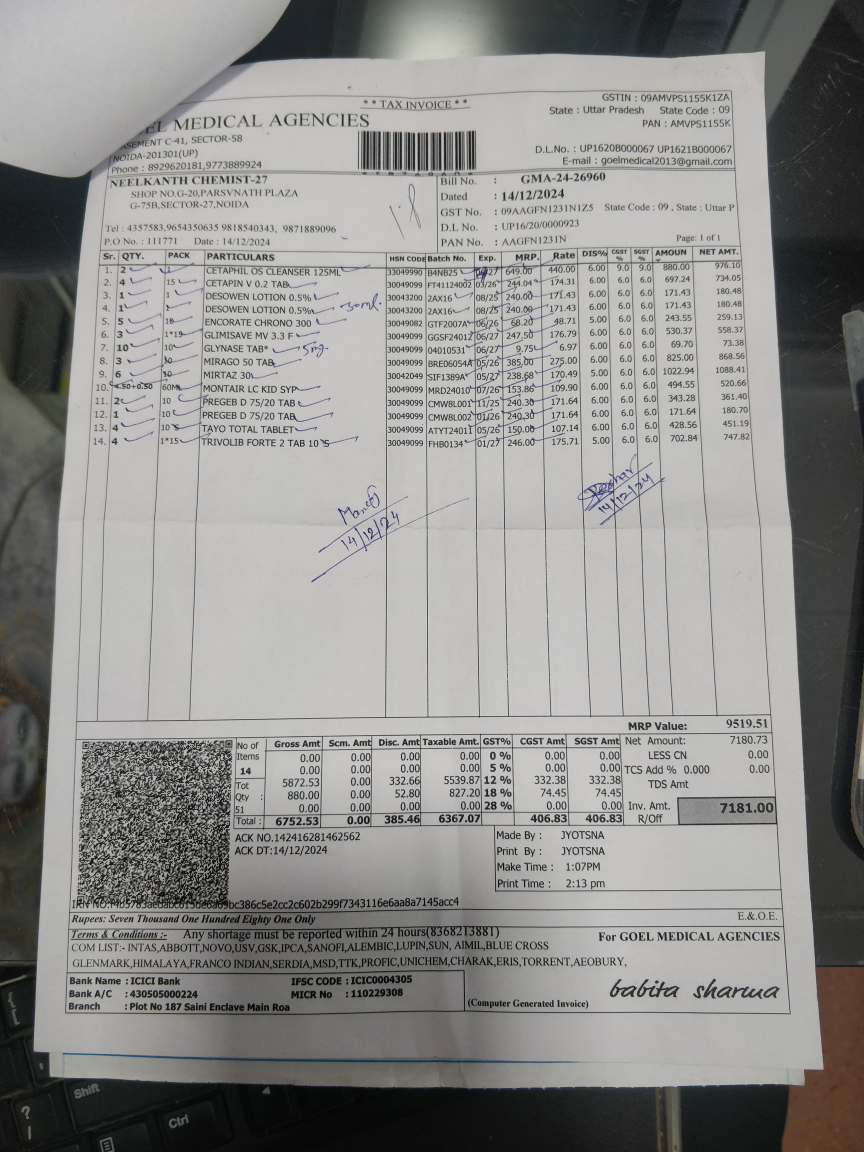 ** TAX INVOICE **
GSTIN : 09AMVPS1155K1ZA
State : Uttar Pradesh State Code : 09
PAN : AMVPS1155K
MEDICAL AGENCIES
C-41, SECTOR-58
NOIDA-201301(UP)
Phone : 8929620181,9773889924
D.L.No. : UP1620B000067 UP1621B000067
E-mail : goelmedical2013@gmail.com
NEELKANTH CHEMIST-27
SHOP NO.G-20,PARSVNATH PLAZA
G-75B,SECTOR-27,NOIDA
Tel : 4357583,9654350635 9818540343, 9871889096
P.O No. : 111771 Date : 14/12/2024
Bill No. : GMA-24-26960
Dated : 14/12/2024
GST No. : 09AAGFN1231N1Z5 State Code : 09 , State : Uttar P
D.L No. : UP16/20/0000923
PAN No. : AAGFN1231N
Page: 1 of 1
Sr. QTY. PACK PARTICULARS HSN CODE Batch No. Exp. MRP. Rate DIS% CGST % SGST % AMOUN NET AMT.
1. 2 CETAPHIL OS CLEANSER 125ML 33049990 B4NB25 649.00 440.00 6.00 9.0 9.0 880.00 976.10
2. 4 15 CETAPIN V 0.2 TAB 30049099 FT41124002 03/26 244.04 174.31 6.00 6.0 6.0 697.24 734.05
3. 1 1 DESOWEN LOTION 0.5% 30043200 2AX16 08/25 240.00 171.43 6.00 6.0 6.0 171.43 180.48
4. 1 DESOWEN LOTION 0.5% 30ml 30043200 2AX16 08/25 240.00 171.43 6.00 6.0 6.0 171.43 180.48
5. 5 ENCORATE CHRONO 300 30049082 GTF2007A 06/26 68.20 48.71 5.00 6.0 6.0 243.55 259.13
6. 3 1*15 GLIMISAVE MV 3.3 F 30049099 GGSF24012 06/27 247.50 176.79 6.00 6.0 6.0 530.37 558.37
7. 10 10 GLYNASE TAB* 5mg 30049099 04010531 06/27 9.75 6.97 6.00 6.0 6.0 69.70 73.38
8. 3 MIRAGO 50 TAB 30049099 BRE06054A 05/26 385.00 275.00 6.00 6.0 6.0 825.00 868.56
9. 6 MIRTAZ 30 30042049 SIF1389A 05/27 238.68 170.49 5.00 6.0 6.0 1022.94 1088.41
10. 4.50+0.50 60M MONTAIR LC KID SYP 30049099 MRD24010 07/26 153.86 109.90 6.00 6.0 6.0 494.55 520.66
11. 2 10 PREGEB D 75/20 TAB 30049099 CMW8L001 11/25 240.30 171.64 6.00 6.0 6.0 343.28 361.40
12. 1 10 PREGEB D 75/20 TAB 30049099 CMW8L002 01/26 240.30 171.64 6.00 6.0 6.0 171.64 180.70
13. 4 10 S TAYO TOTAL TABLET 30049099 ATYT24011 05/26 150.00 107.14 6.00 6.0 6.0 428.56 451.19
14. 4 1*15 TRIVOLIB FORTE 2 TAB 10 S 30049099 FHB0134 01/27 246.00 175.71 5.00 6.0 6.0 702.84 747.82
14/12/24
14/12/24
MRP Value: 9519.51
No of Items 14 Tot Qty : 51
Gross Amt Scm. Amt Disc. Amt Taxable Amt. GST% CGST Amt SGST Amt
0.00 0.00 0.00 0.00 0 % 0.00 0.00
0.00 0.00 0.00 0.00 5 % 0.00 0.00
5872.53 0.00 332.66 5539.87 12 % 332.38 332.38
880.00 0.00 52.80 827.20 18 % 74.45 74.45
0.00 0.00 0.00 0.00 28 % 0.00 0.00
Total : 6752.53 0.00 385.46 6367.07 406.83 406.83
Net Amount: 7180.73
LESS CN 0.00
TCS Add % 0.000 0.00
TDS Amt
Inv. Amt. R/Off 7181.00
ACK NO.142416281462562
ACK DT:14/12/2024
Made By : JYOTSNA
Print By : JYOTSNA
Make Time : 1:07PM
Print Time : 2:13 pm
Rupees: Seven Thousand One Hundred Eighty One Only
E.&.O.E.
Terms & Conditions :- Any shortage must be reported within 24 hours(8368213881)
COM LIST:- INTAS,ABBOTT,NOVO,USV,GSK,IPCA,SANOFI,ALEMBIC,LUPIN,SUN, AIMIL,BLUE CROSS
GLENMARK,HIMALAYA,FRANCO INDIAN,SERDIA,MSD,TTK,PROFIC,UNICHEM,CHARAK,ERIS,TORRENT,AEOBURY,
For GOEL MEDICAL AGENCIES
Bank Name : ICICI Bank IFSC CODE : ICIC0004305
Bank A/C : 430505000224 MICR No : 110229308
Branch : Plot No 187 Saini Enclave Main Roa
(Computer Generated Invoice)
babita sharma
Shift
Ctrl
?
/